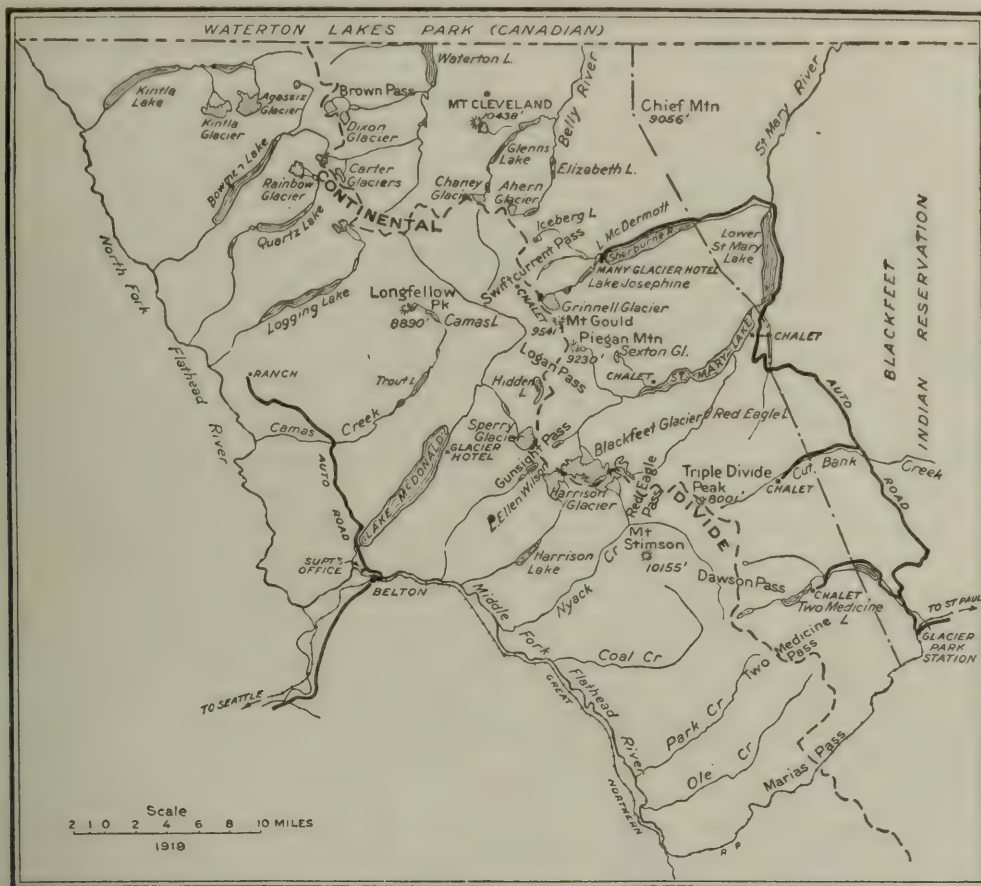 WATERTON LAKES PARK (CANADIAN)
Kintla
Lake
Kintla
Glacier
Agassiz
Glacier
Brown Pass
Dixon
Glacier
Waterton L
MT CLEVELAND
10438'
Belly River
Chief Mtn
9056'
St Mary River
Bowman Lake
Rainbow
Glacier
Carter
Glaciers
Glenns
Lake
Elizabeth L.
Chaney
Glacier
Ahern
Glacier
CONTINENTAL
Quartz Lake
Iceberg L
Swiftcurrent Pass
L McDermott
Sherburne
MANY GLACIER HOTEL
Lake Josephine
Lower
St Mary
Lake
BLACKFEET
INDIAN RESERVATION
North Fork
Flathead
River
Logging Lake
Longfellow
Pk
8890'
Camas L
CHALET
Grinnell Glacier
9541'
Mt Gould
Piegan Mtn
9230'
Sexton Gl.
CHALET
ST MARY LAKE
CHALET
RANCH
Trout L
Logan Pass
Hidden
L
Camas Creek
Sperry
Glacier
GLACIER
HOTEL
LAKE McDONALD
Gunsight Pass
Blackfeet Glacier
Red Eagle L
AUTO
ROAD
AUTO
ROAD
L. Ellen Wilson
Harrison
Glacier
Red Eagle
Pass
Triple Divide
Peak
8001'
CHALET
Cut Bank
Creek
DIVIDE
SUPT'S
OFFICE
BELTON
Harrison
Lake
Nyack Cr
Mt
Stimson
10155'
Dawson Pass
CHALET
Two Medicine
L
TO ST PAUL
GLACIER
PARK
STATION
TO SEATTLE
Middle
Fork
Flathead
River
Coal Cr
Two Medicine
Pass
Park Cr
Ole Cr
Marias Pass
GREAT
NORTHERN
R R
Scale
2 1 0 2 4 6 8 10 MILES
1919